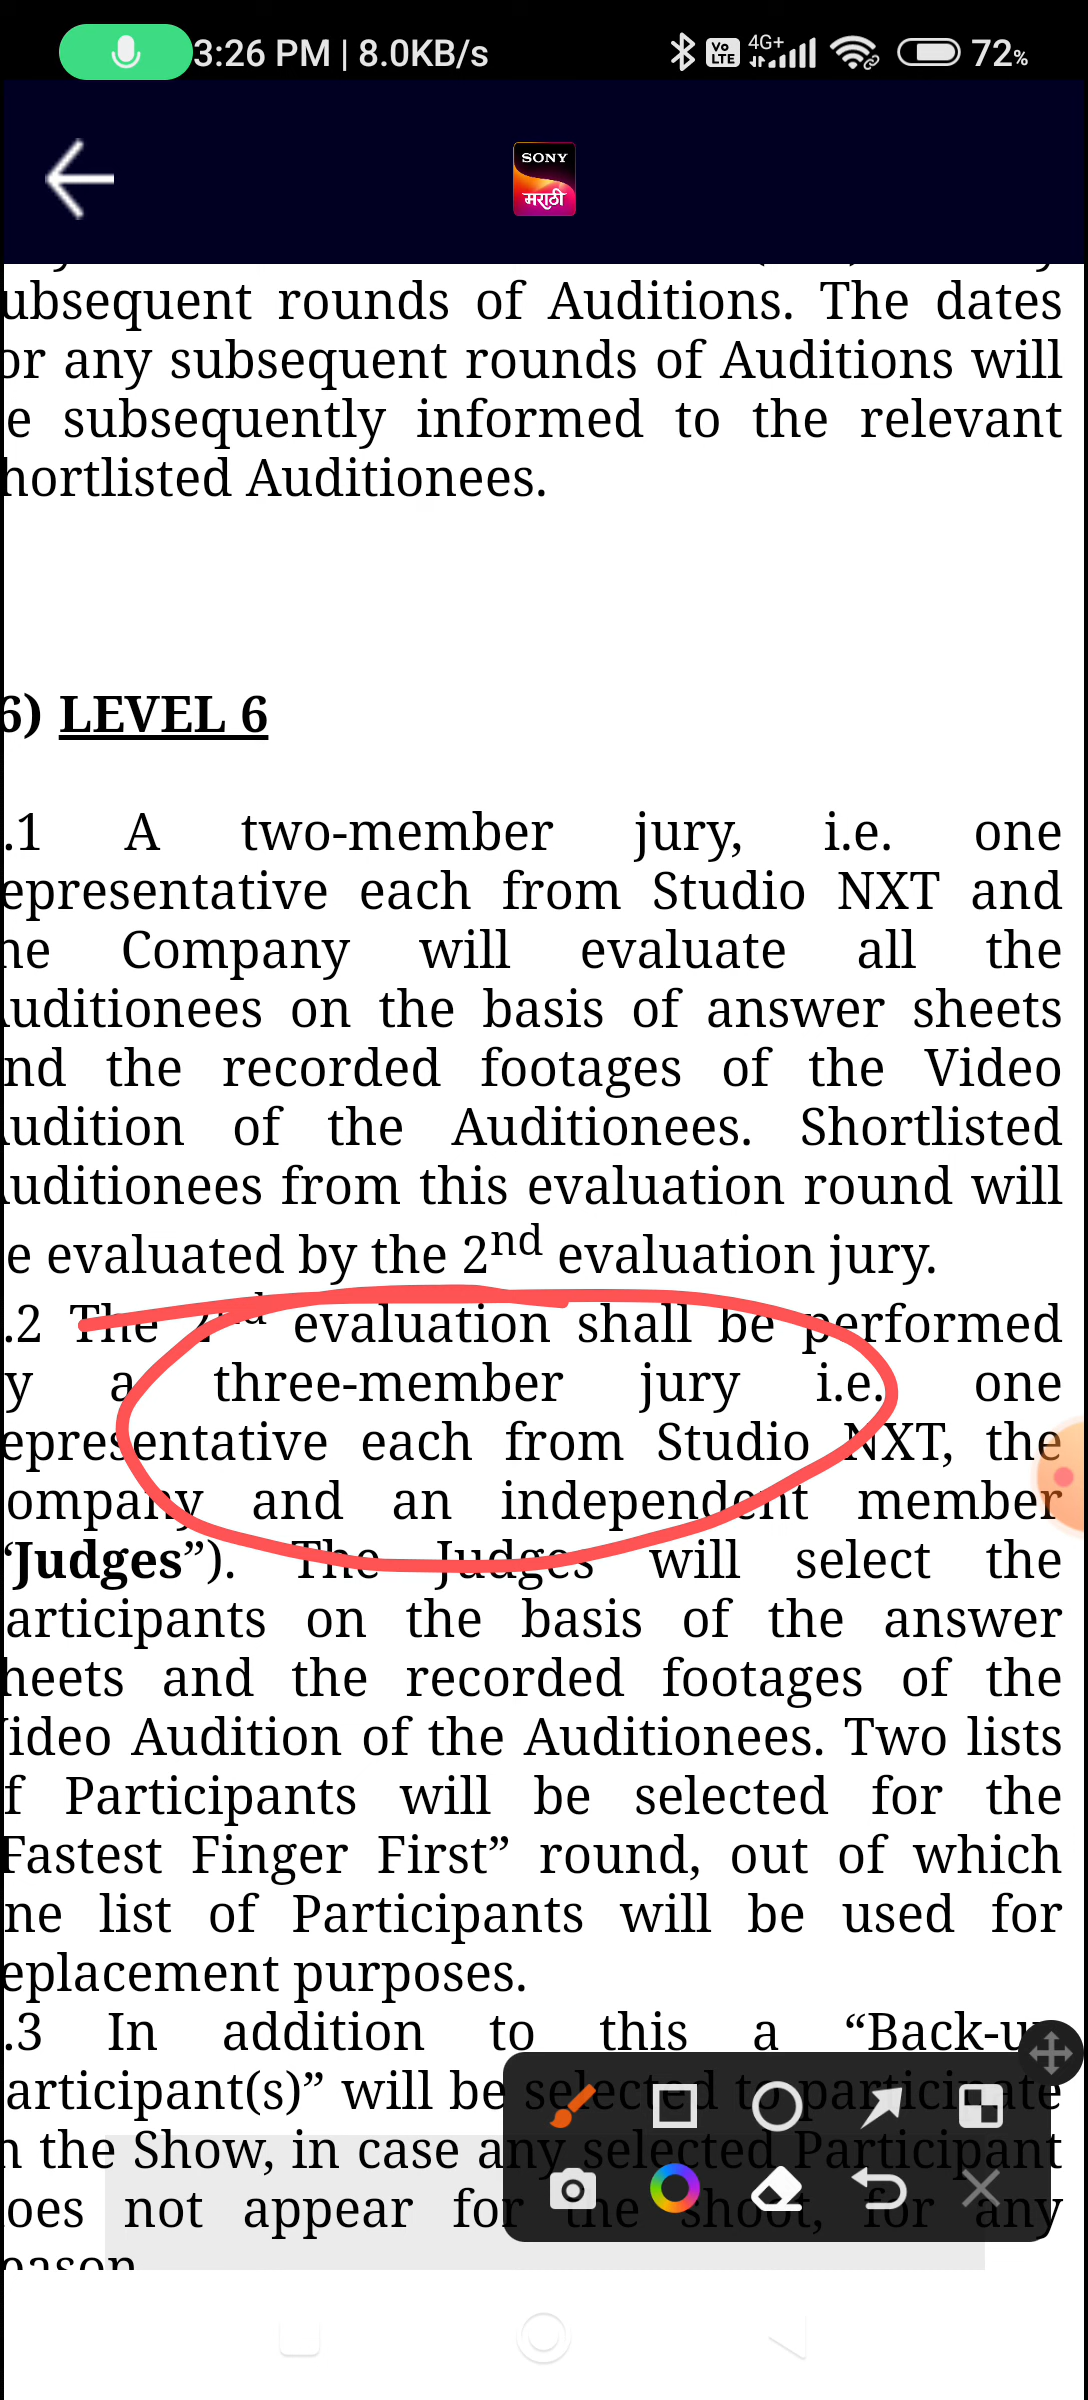 3:26 PM | 8.0KB/s Vo LTE 4G+ 72%
SONY
मराठी
ubsequent rounds of Auditions. The dates
or any subsequent rounds of Auditions will
e subsequently informed to the relevant
hortlisted Auditionees.
6) LEVEL 6
.1 A two-member jury, i.e. one
epresentative each from Studio NXT and
he Company will evaluate all the
uditionees on the basis of answer sheets
nd the recorded footages of the Video
udition of the Auditionees. Shortlisted
uditionees from this evaluation round will
e evaluated by the 2nd evaluation jury.
.2 The 2nd evaluation shall be performed
y a three-member jury i.e. one
epresentative each from Studio NXT, the
ompany and an independent member
“Judges”). The Judges will select the
articipants on the basis of the answer
heets and the recorded footages of the
ideo Audition of the Auditionees. Two lists
f Participants will be selected for the
Fastest Finger First” round, out of which
ne list of Participants will be used for
eplacement purposes.
.3 In addition to this a “Back-up
articipant(s)” will be selected to participate
n the Show, in case any selected Participant
oes not appear for the shoot, for any
eason